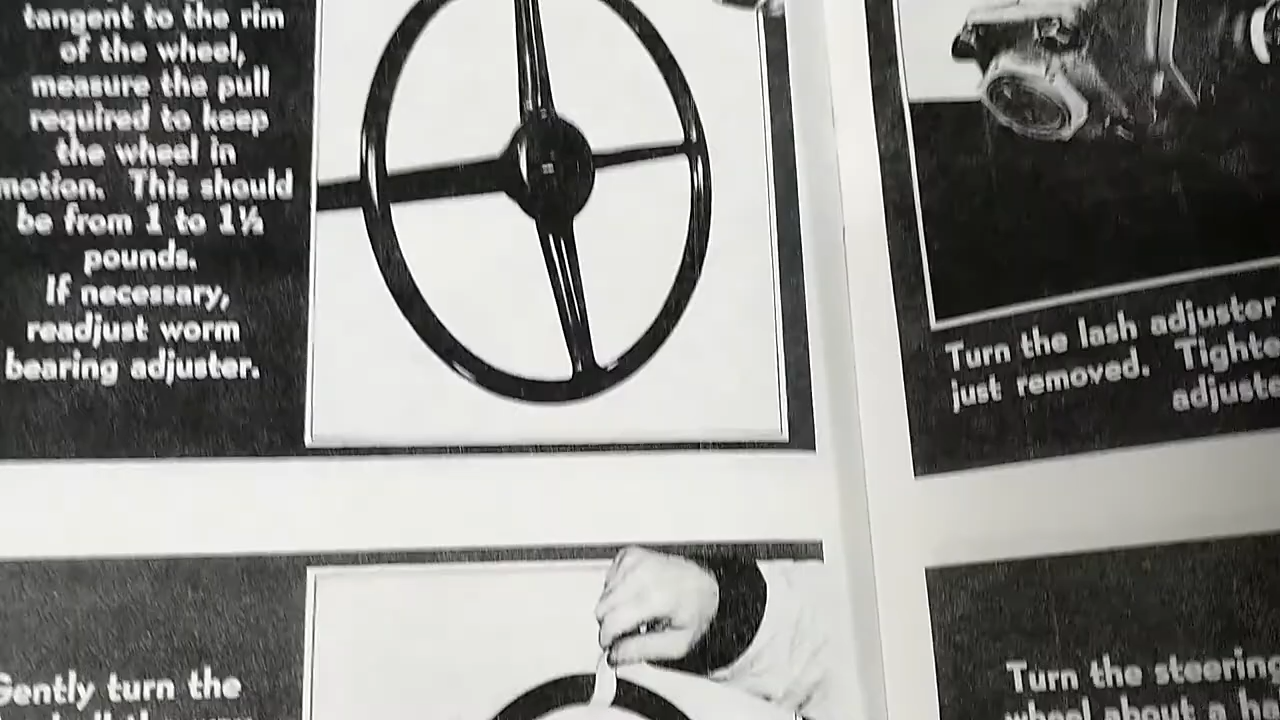 tangent to the rim
of the wheel,
measure the pull
required to keep
the wheel in
motion. This should
be from 1 to 1½
pounds.
If necessary,
readjust worm
bearing adjuster.
Gently turn the
Turn the lash adjuster
just removed.
Turn the steering
wheel about a